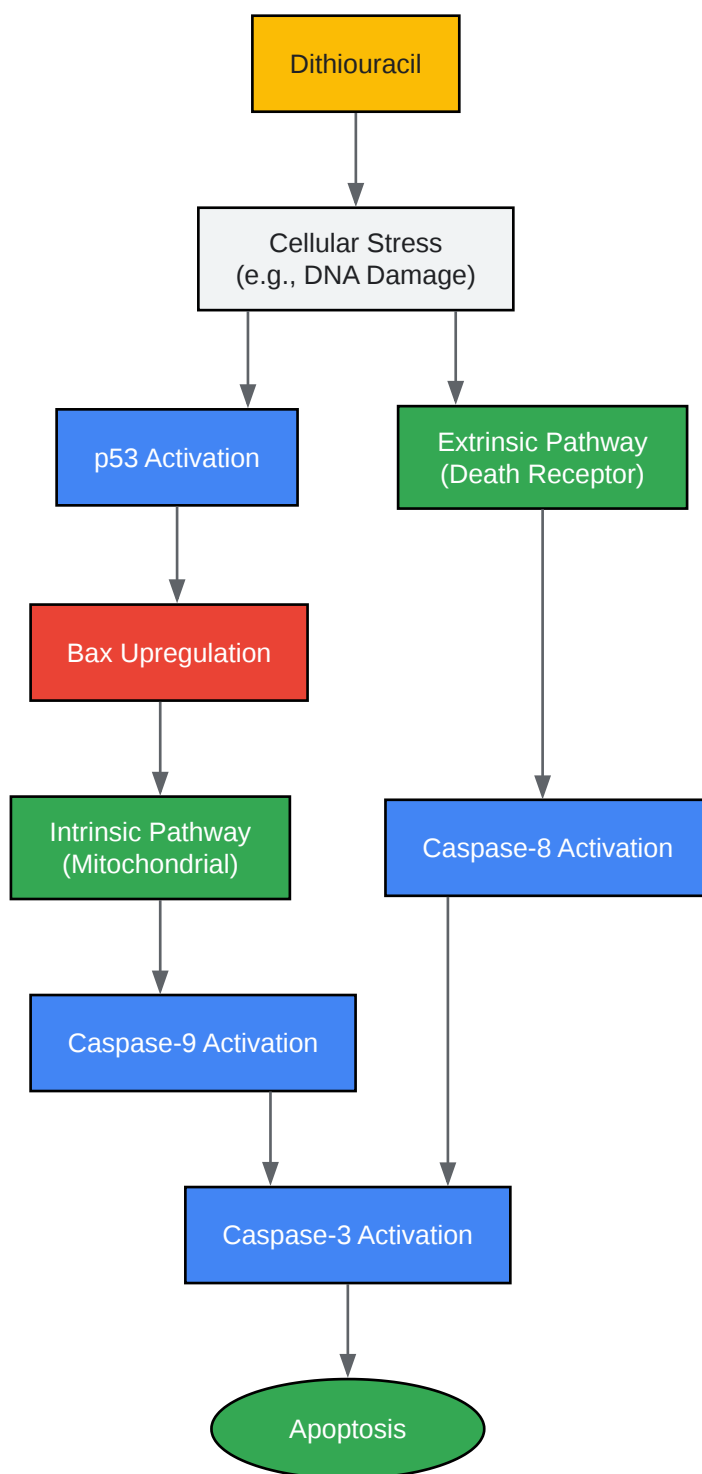 Dithiouracil
Cellular Stress
(e.g., DNA Damage)
p53 Activation
Extrinsic Pathway
(Death Receptor)
Bax Upregulation
Intrinsic Pathway
(Mitochondrial)
Caspase-8 Activation
Caspase-9 Activation
Caspase-3 Activation
Apoptosis